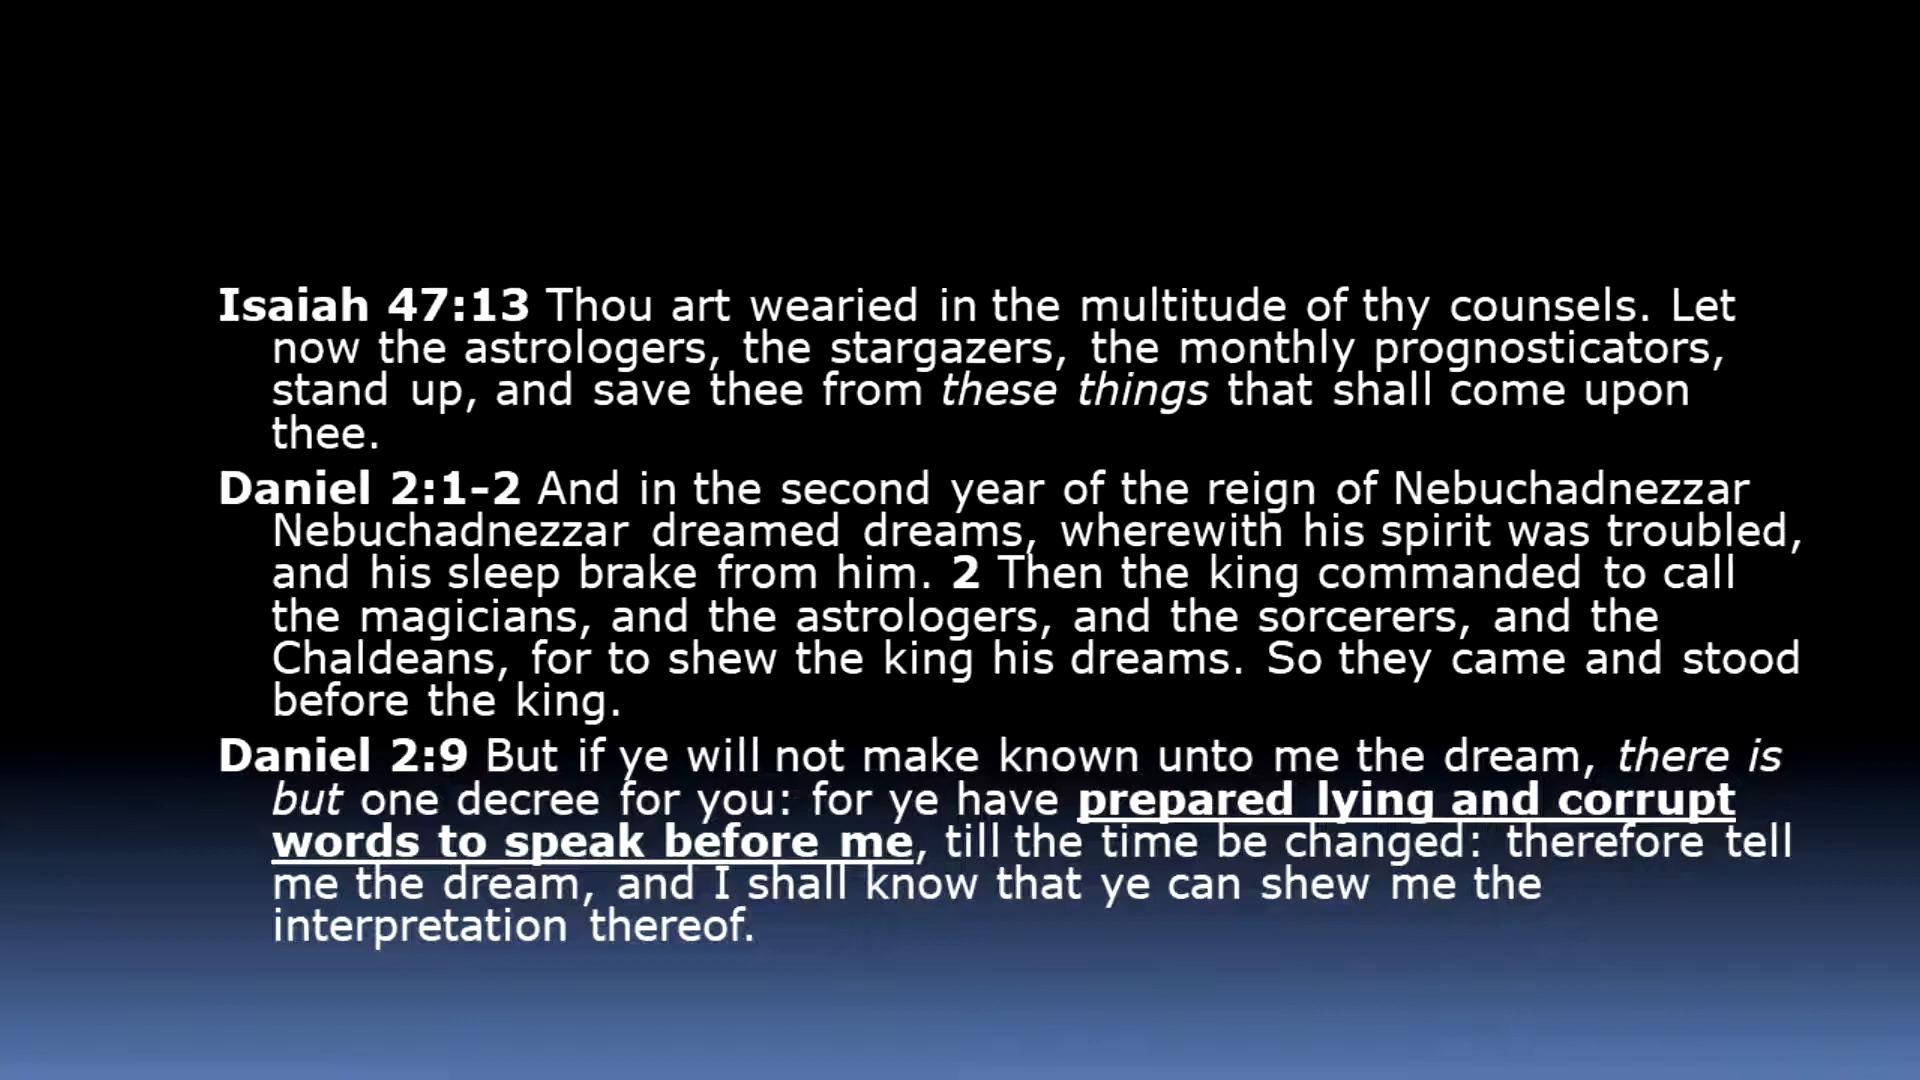 Isaiah 47:13 Thou art wearied in the multitude of thy counsels. Let
now the astrologers, the stargazers, the monthly prognosticators,
stand up, and save thee from these things that shall come upon
thee.
Daniel 2:1-2 And in the second year of the reign of Nebuchadnezzar
Nebuchadnezzar dreamed dreams, wherewith his spirit was troubled,
and his sleep brake from him. 2 Then the king commanded to call
the magicians, and the astrologers, and the sorcerers, and the
Chaldeans, for to shew the king his dreams. So they came and stood
before the king.
Daniel 2:9 But if ye will not make known unto me the dream, there is
but one decree for you: for ye have prepared lying and corrupt
words to speak before me, till the time be changed: therefore tell
me the dream, and I shall know that ye can shew me the
interpretation thereof.